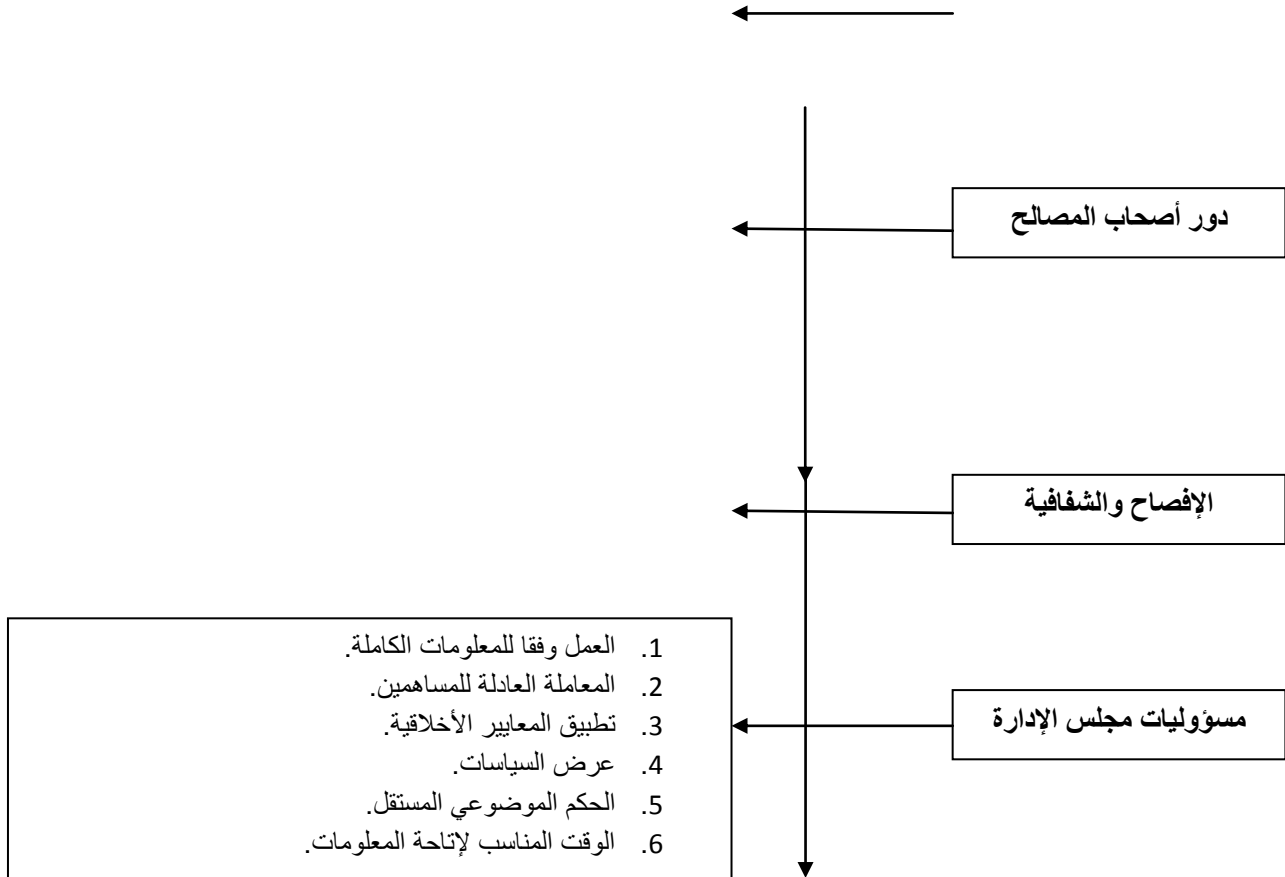 دور أصحاب المصالح
الإفصاح والشفافية
مسؤوليات مجلس الإدارة
1. العمل وفقا للمعلومات الكاملة.
2. المعاملة العادلة للمساهمين.
3. تطبيق المعايير الأخلاقية.
4. عرض السياسات.
5. الحكم الموضوعي المستقل.
6. الوقت المناسب لإتاحة المعلومات.